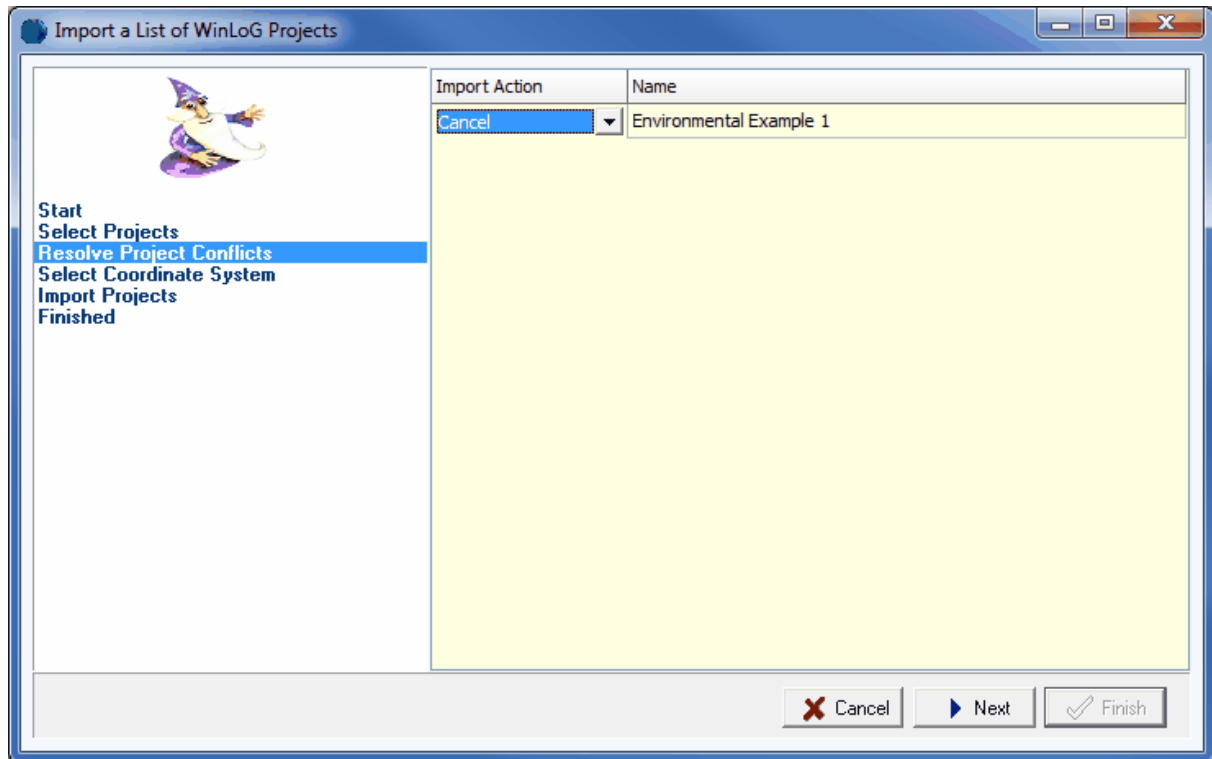 Import a List of WinLoG Projects
Import Action Name
Cancel Environmental Example 1
Start
Select Projects
Resolve Project Conflicts
Select Coordinate System
Import Projects
Finished
Cancel Next Finish